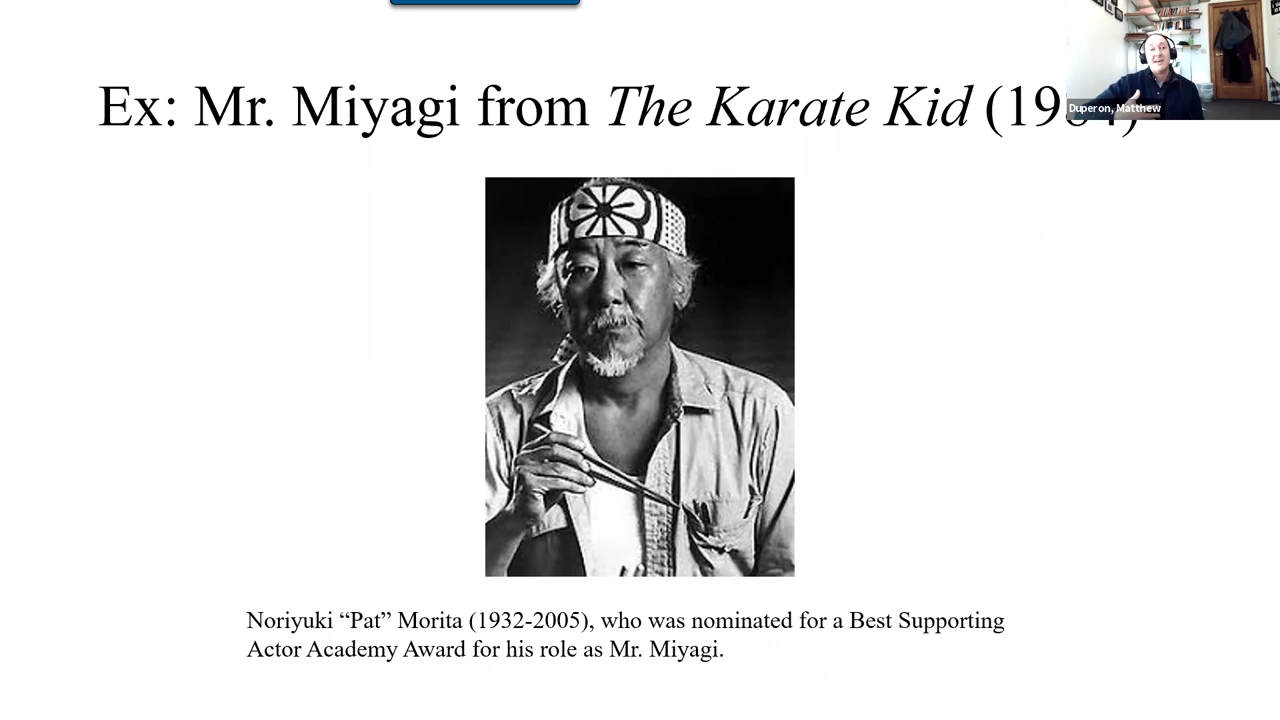 Ex: Mr. Miyagi from The Karate Kid (19
Duperon, Matthew
Noriyuki “Pat” Morita (1932-2005), who was nominated for a Best Supporting
Actor Academy Award for his role as Mr. Miyagi.